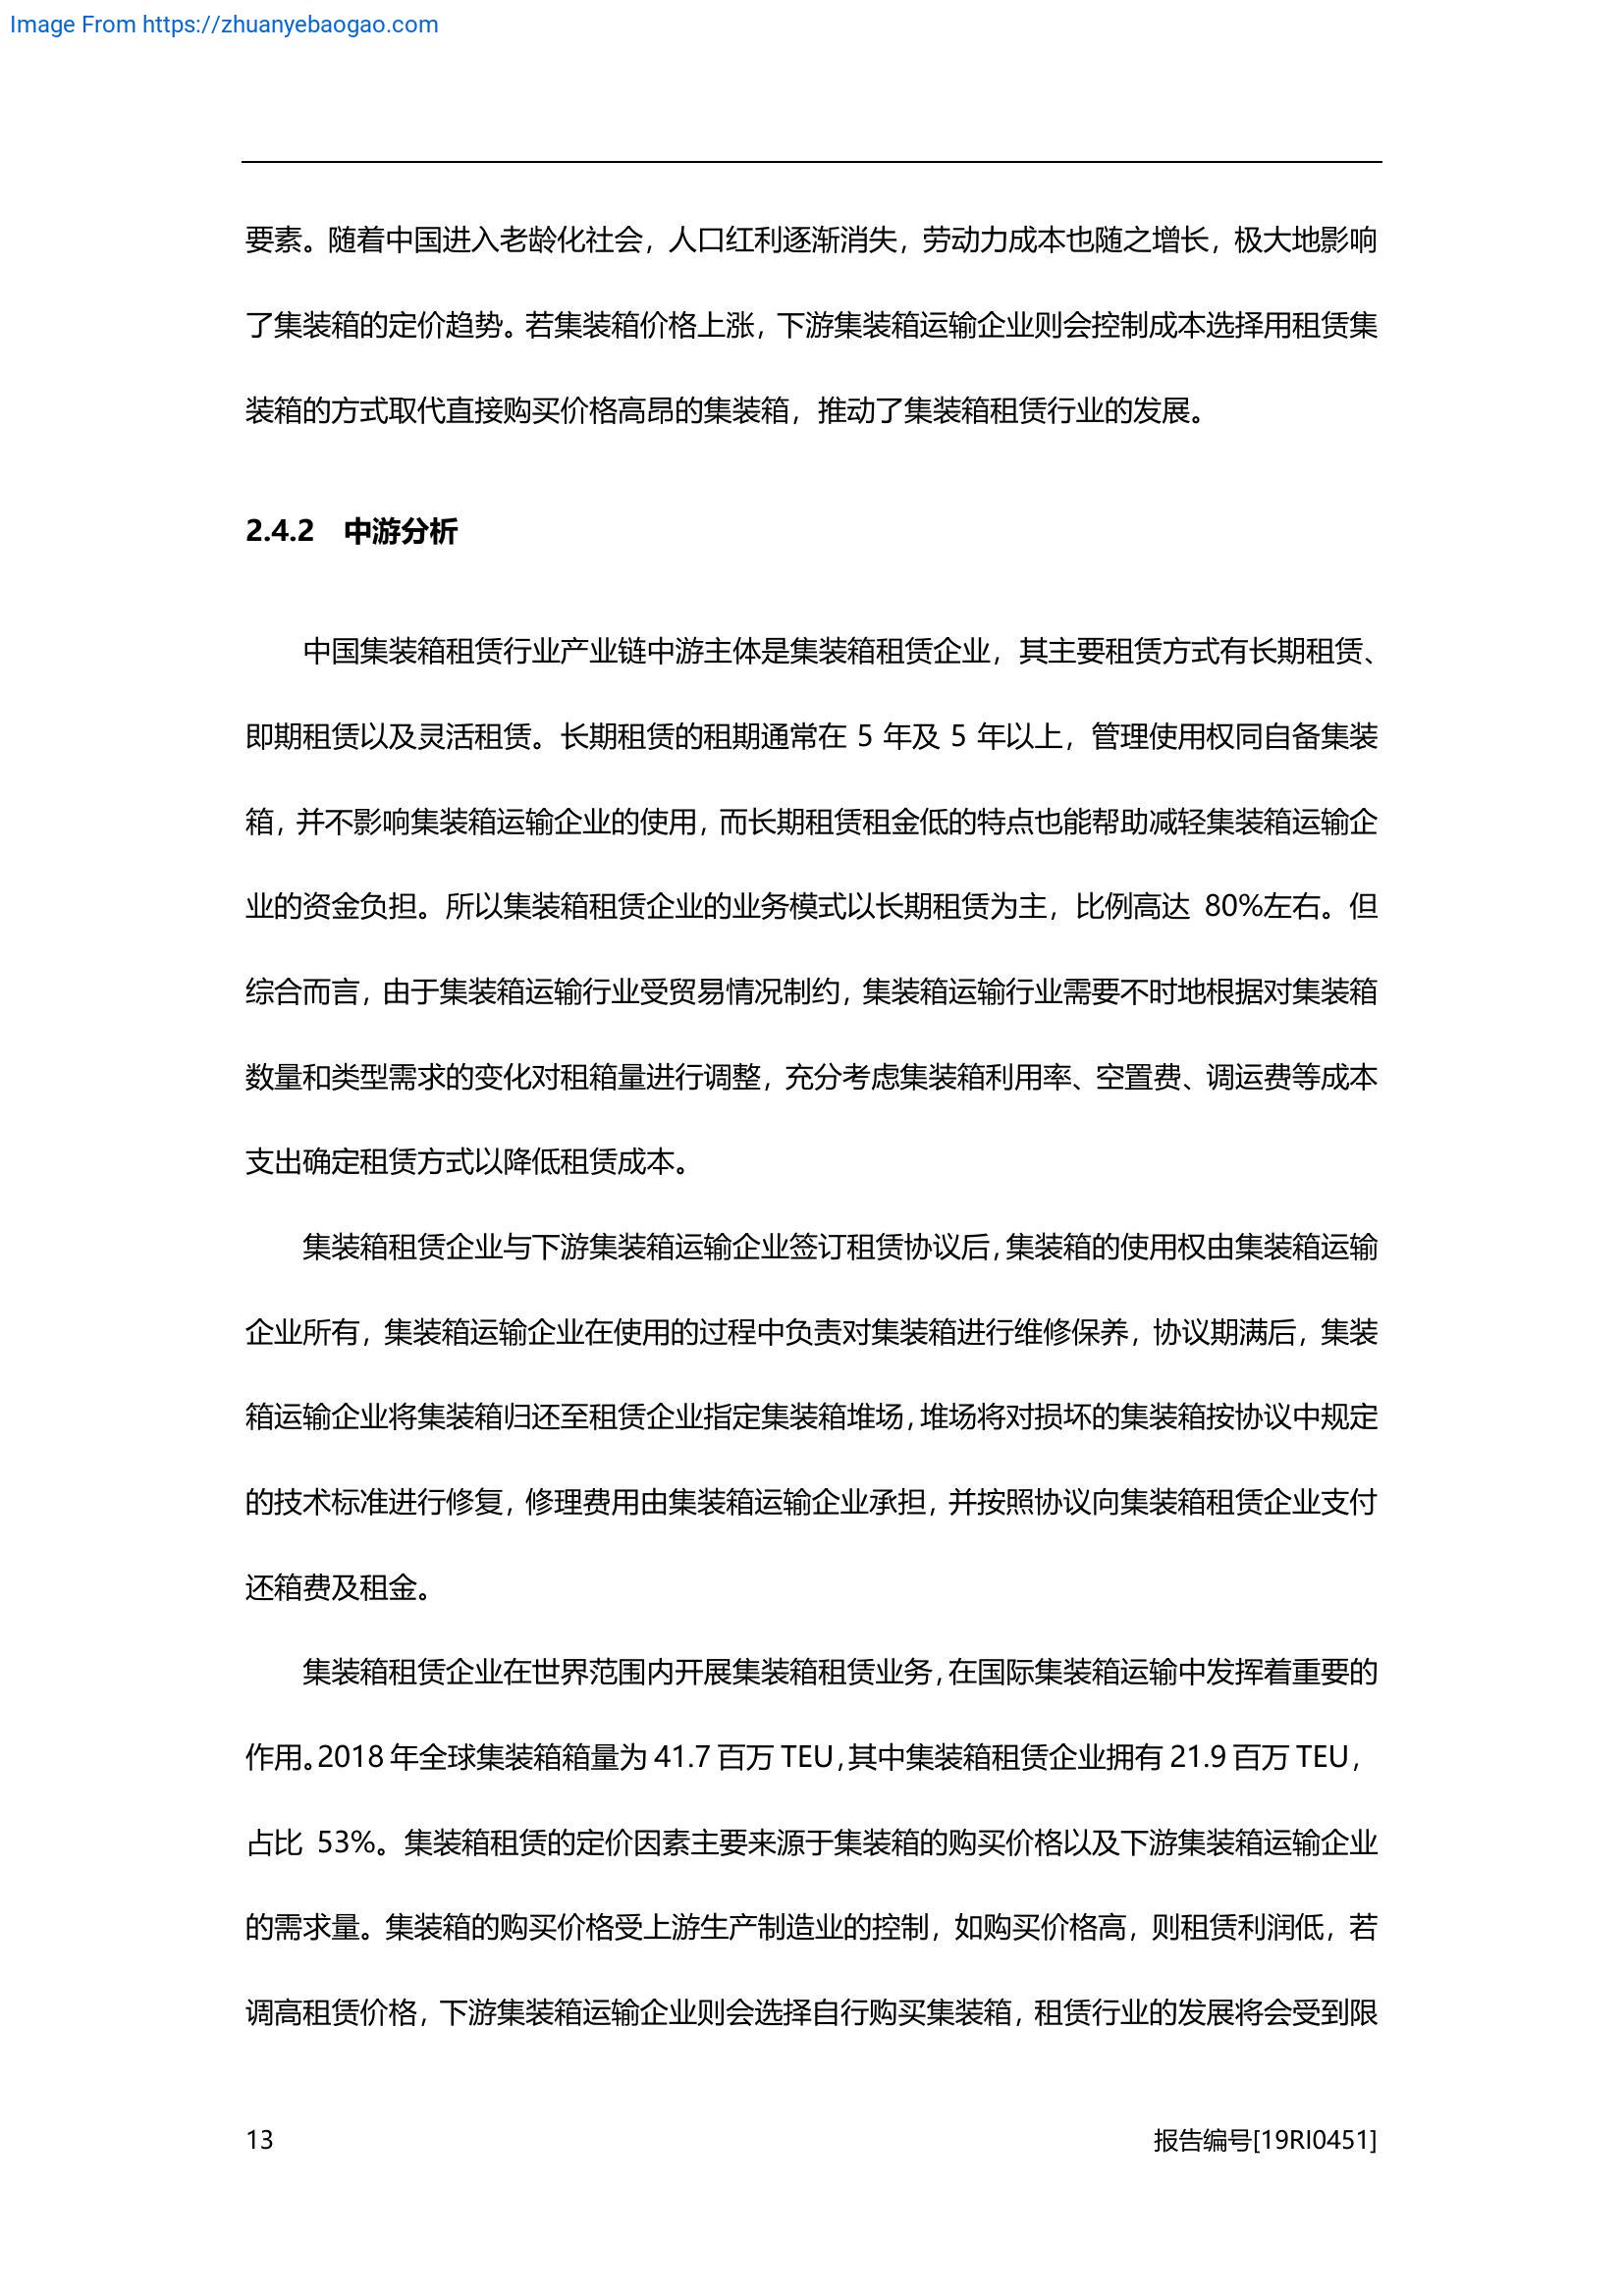 Image From https://zhuanyebaogao.com
要素。随着中国进入老龄化社会，人口红利逐渐消失，劳动力成本也随之增长，极大地影响
了集装箱的定价趋势。若集装箱价格上涨，下游集装箱运输企业则会控制成本选择用租赁集
装箱的方式取代直接购买价格高昂的集装箱，推动了集装箱租赁行业的发展。
2.4.2 中游分析
中国集装箱租赁行业产业链中游主体是集装箱租赁企业，其主要租赁方式有长期租赁、
即期租赁以及灵活租赁。长期租赁的租期通常在 5 年及 5 年以上，管理使用权同自备集装
箱，并不影响集装箱运输企业的使用，而长期租赁租金低的特点也能帮助减轻集装箱运输企
业的资金负担。所以集装箱租赁企业的业务模式以长期租赁为主，比例高达 80%左右。但
综合而言，由于集装箱运输行业受贸易情况制约，集装箱运输行业需要不时地根据对集装箱
数量和类型需求的变化对租箱量进行调整，充分考虑集装箱利用率、空置费、调运费等成本
支出确定租赁方式以降低租赁成本。
集装箱租赁企业与下游集装箱运输企业签订租赁协议后，集装箱的使用权由集装箱运输
企业所有，集装箱运输企业在使用的过程中负责对集装箱进行维修保养，协议期满后，集装
箱运输企业将集装箱归还至租赁企业指定集装箱堆场，堆场将对损坏的集装箱按协议中规定
的技术标准进行修复，修理费用由集装箱运输企业承担，并按照协议向集装箱租赁企业支付
还箱费及租金。
集装箱租赁企业在世界范围内开展集装箱租赁业务，在国际集装箱运输中发挥着重要的
作用。2018 年全球集装箱箱量为 41.7 百万 TEU，其中集装箱租赁企业拥有 21.9 百万 TEU，
占比 53%。集装箱租赁的定价因素主要来源于集装箱的购买价格以及下游集装箱运输企业
的需求量。集装箱的购买价格受上游生产制造业的控制，如购买价格高，则租赁利润低，若
调高租赁价格，下游集装箱运输企业则会选择自行购买集装箱，租赁行业的发展将会受到限
13
报告编号[19RI0451]